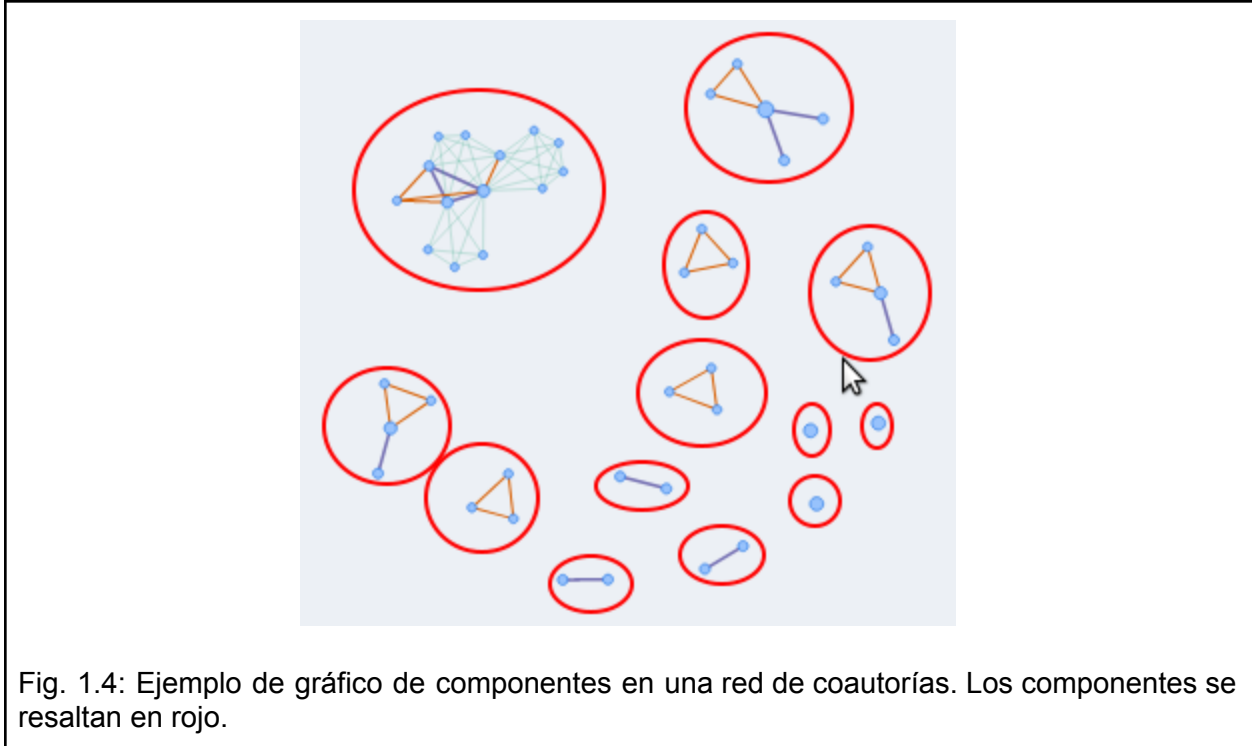 Fig. 1.4: Ejemplo de gráfico de componentes en una red de coautorías. Los componentes se
resaltan en rojo.